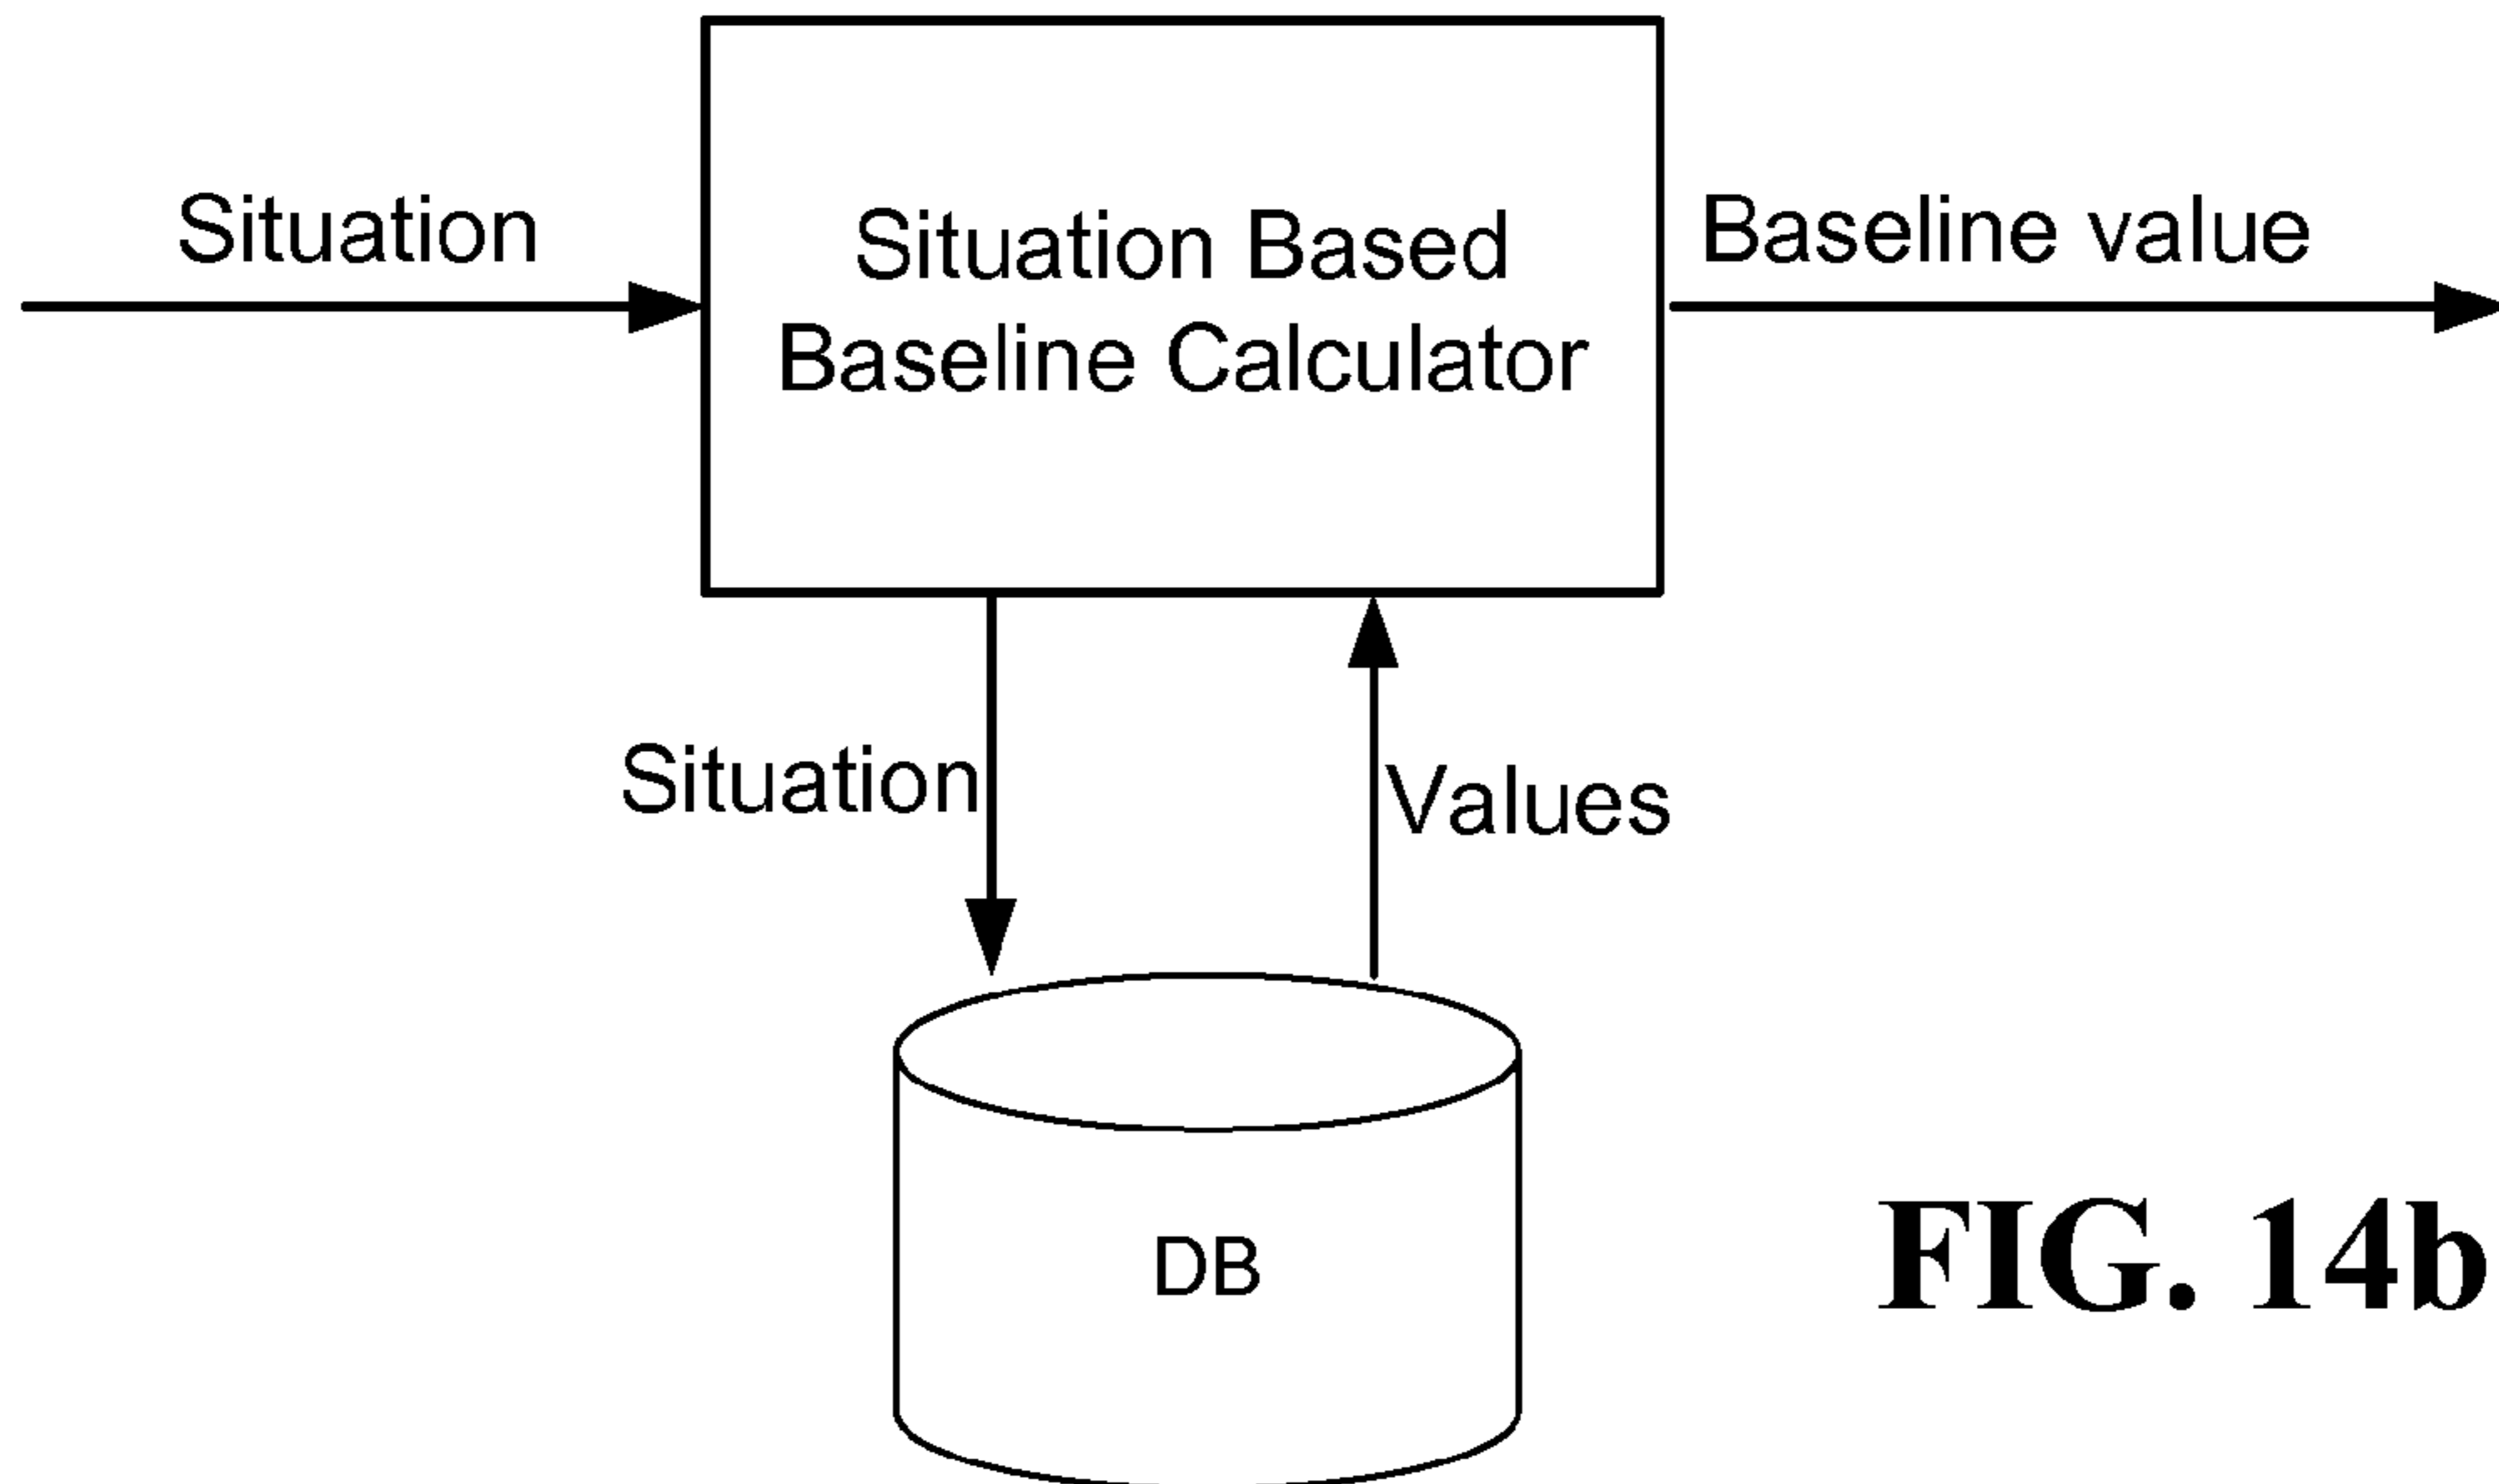 Situation
Situation Based
Baseline Calculator
Baseline value
Situation
Values
DB
FIG. 14b